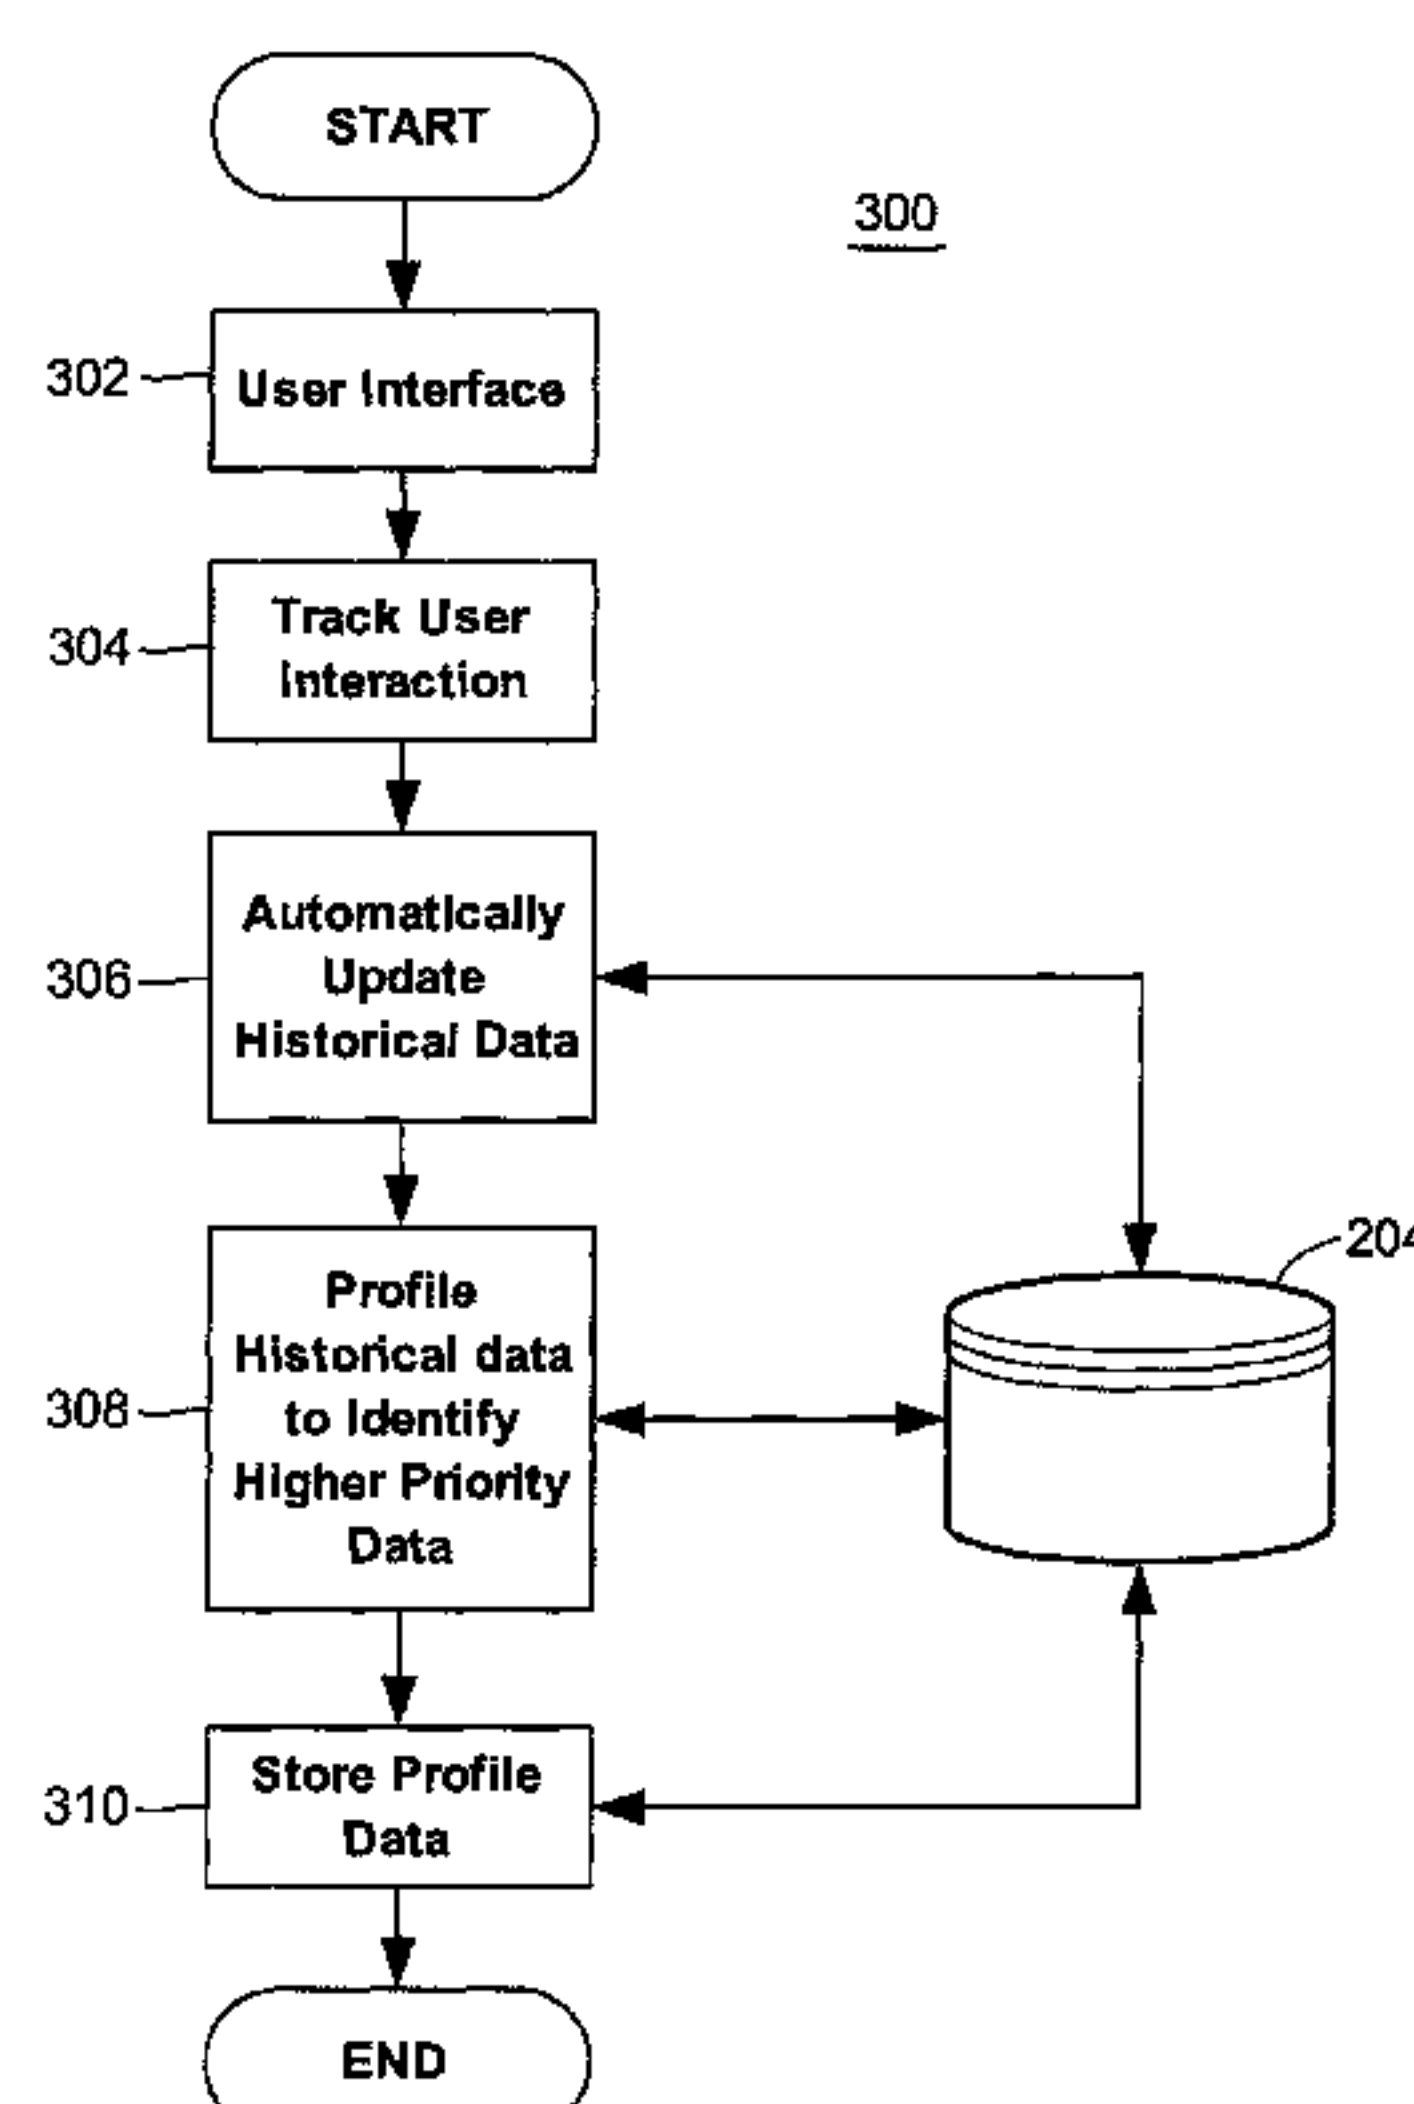 START
300
302
User Interface
304
Track User
Interaction
306
Automatically
Update
Historical Data
308
Profile
Historical data
to Identify
Higher Priority
Data
204
310
Store Profile
Data
END